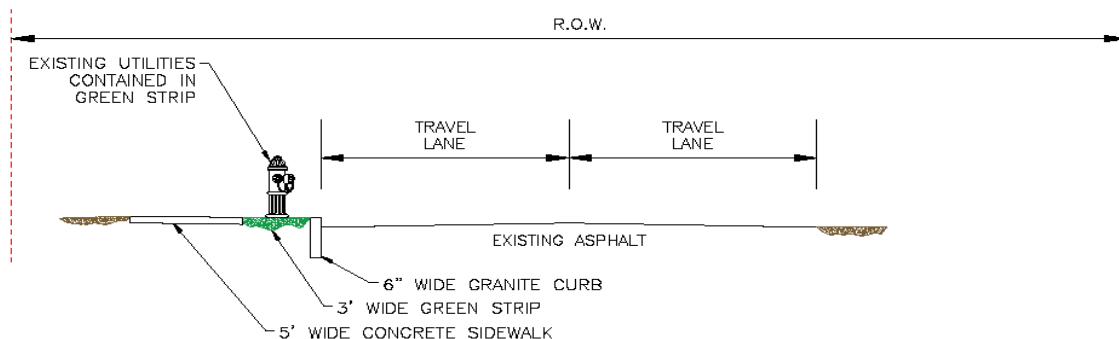 R.O.W.
EXISTING UTILITIES
CONTAINED IN
GREEN STRIP
TRAVEL
LANE
TRAVEL
LANE
EXISTING ASPHALT
6" WIDE GRANITE CURB
3' WIDE GREEN STRIP
5' WIDE CONCRETE SIDEWALK